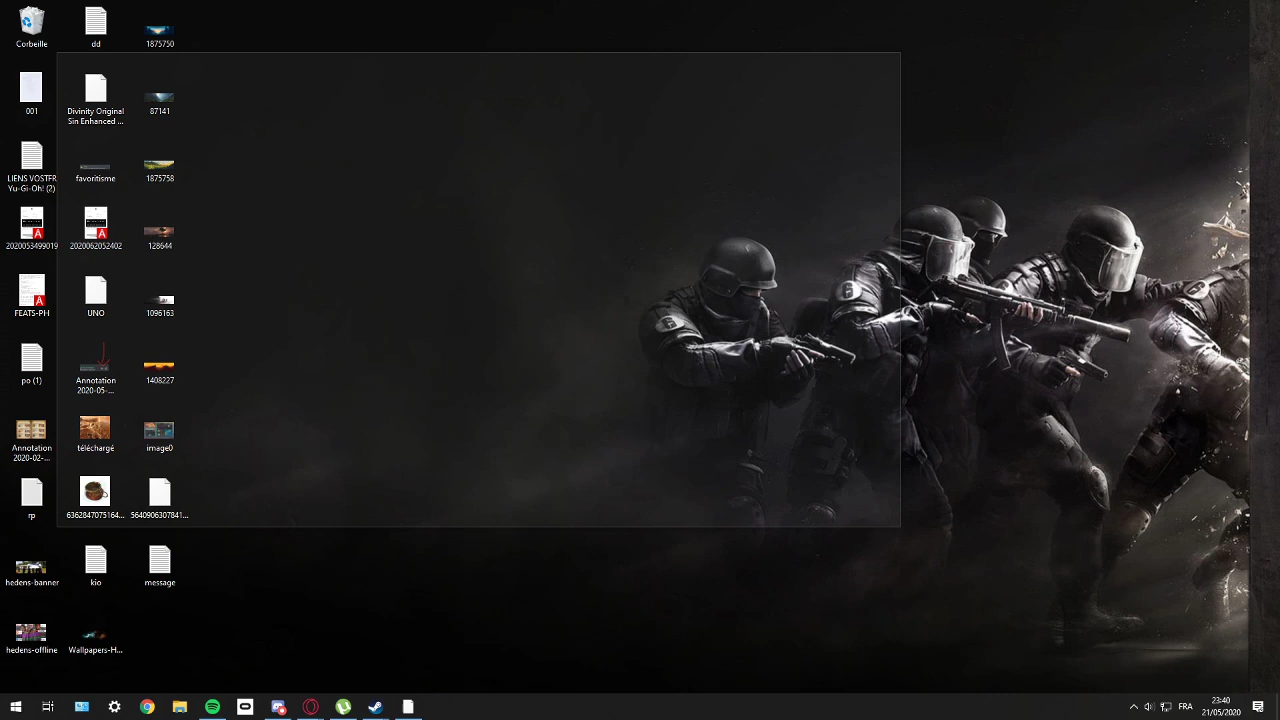 Corbeille
dd
1875750
001
Divinity Original
Sin Enhanced ...
87141
LIENS VOSTFR
Yu-Gi-Oh! (2)
favoritisme
1875758
2020053499019
2020062052402
128644
FEATS-PH
UNO
1096163
po (1)
Annotation
2020-05-...
1408227
Annotation
2020-02-...
téléchargé
image0
rp
6362847075164...
5640906307841...
hedens-banner
kio
message
hedens-offline
Wallpapers-H...
FRA
23:40
21/05/2020